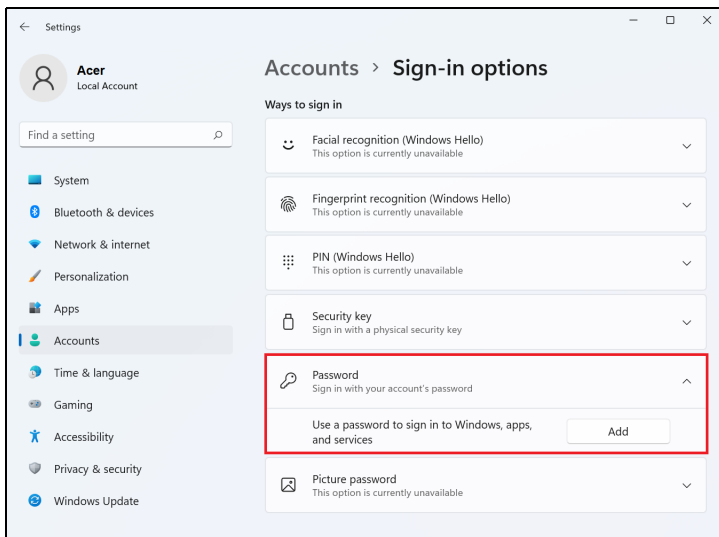 Settings
Acer
Local Account
Find a setting
System
Bluetooth & devices
Network & internet
Personalization
Apps
Accounts
Time & language
Gaming
Accessibility
Privacy & security
Windows Update
Accounts > Sign-in options
Ways to sign in
Facial recognition (Windows Hello)
This option is currently unavailable
Fingerprint recognition (Windows Hello)
This option is currently unavailable
PIN (Windows Hello)
This option is currently unavailable
Security key
Sign in with a physical security key
Password
Sign in with your account's password
Use a password to sign in to Windows, apps,
and services
Add
Picture password
This option is currently unavailable